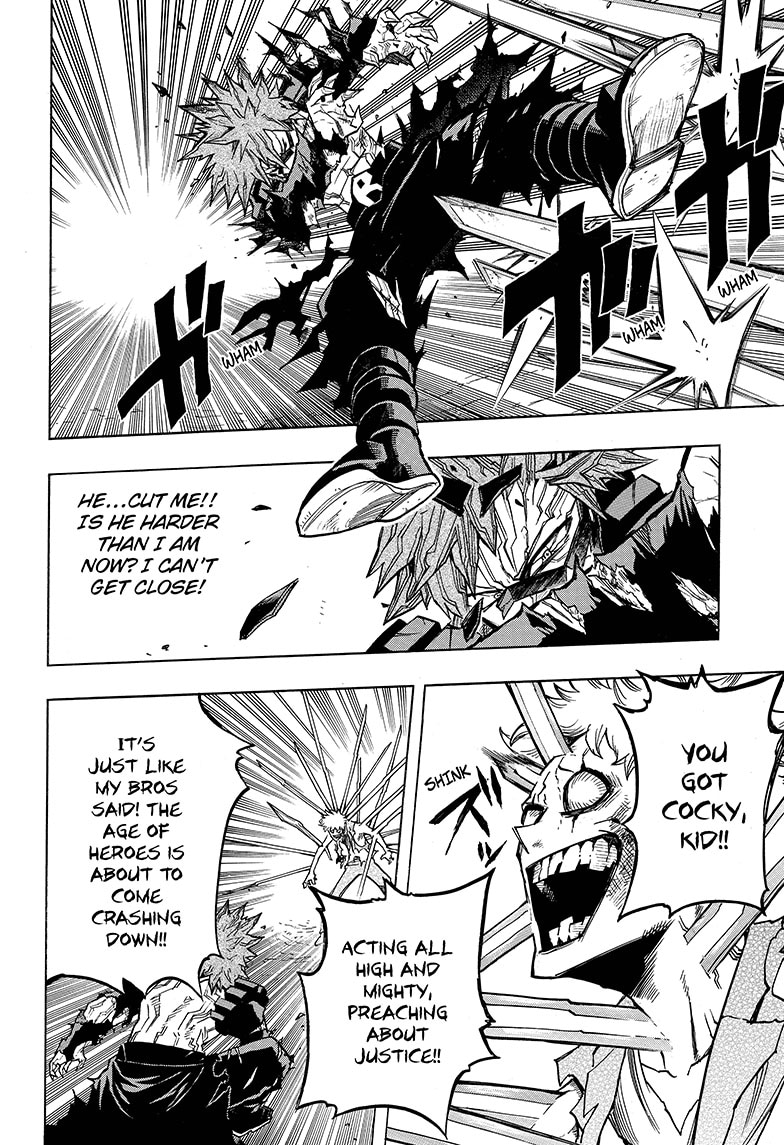 ガッ
WHAM
ガガ
WHAM
WHAM
HE...CUT ME!!
IS HE HARDER
THAN I AM
NOW? I CAN'T
GET CLOSE!
YOU
GOT
COCKY,
KID!!
SHINK
ACTING ALL
HIGH AND
MIGHTY,
PREACHING
ABOUT
JUSTICE!!
IT'S
JUST LIKE
MY BROS
SAID! THE
AGE OF
HEROES IS
ABOUT TO
COME
CRASHING
DOWN!!